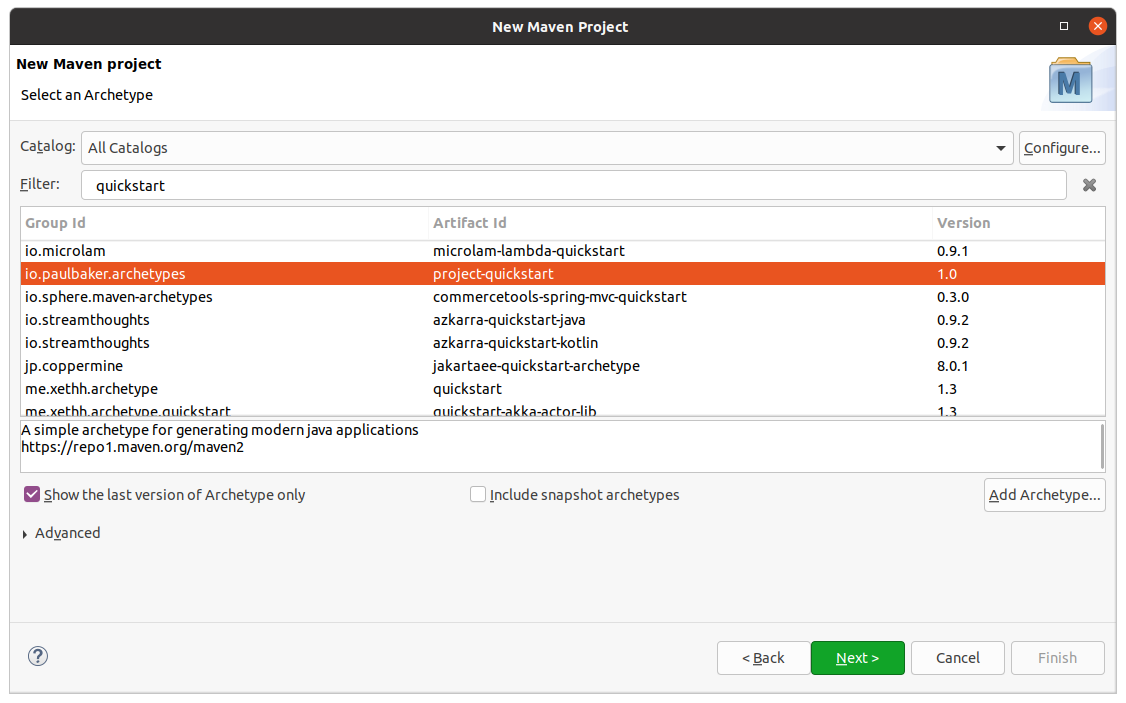 New Maven Project
New Maven project
Select an Archetype
M
Catalog: All Catalogs Configure...
Filter: quickstart
Group Id Artifact Id Version
io.microlam microlam-lambda-quickstart 0.9.1
io.paulbaker.archetypes project-quickstart 1.0
io.sphere.maven-archetypes commercetools-spring-mvc-quickstart 0.3.0
io.streamthoughts azkarra-quickstart-java 0.9.2
io.streamthoughts azkarra-quickstart-kotlin 0.9.2
jp.coppermine jakartaee-quickstart-archetype 8.0.1
me.xethh.archetype quickstart 1.3
me.xethh.archetype.quickstart quickstart-akka-actor-lib 1.3
A simple archetype for generating modern java applications
https://repo1.maven.org/maven2
Show the last version of Archetype only Include snapshot archetypes Add Archetype...
Advanced
? < Back Next > Cancel Finish